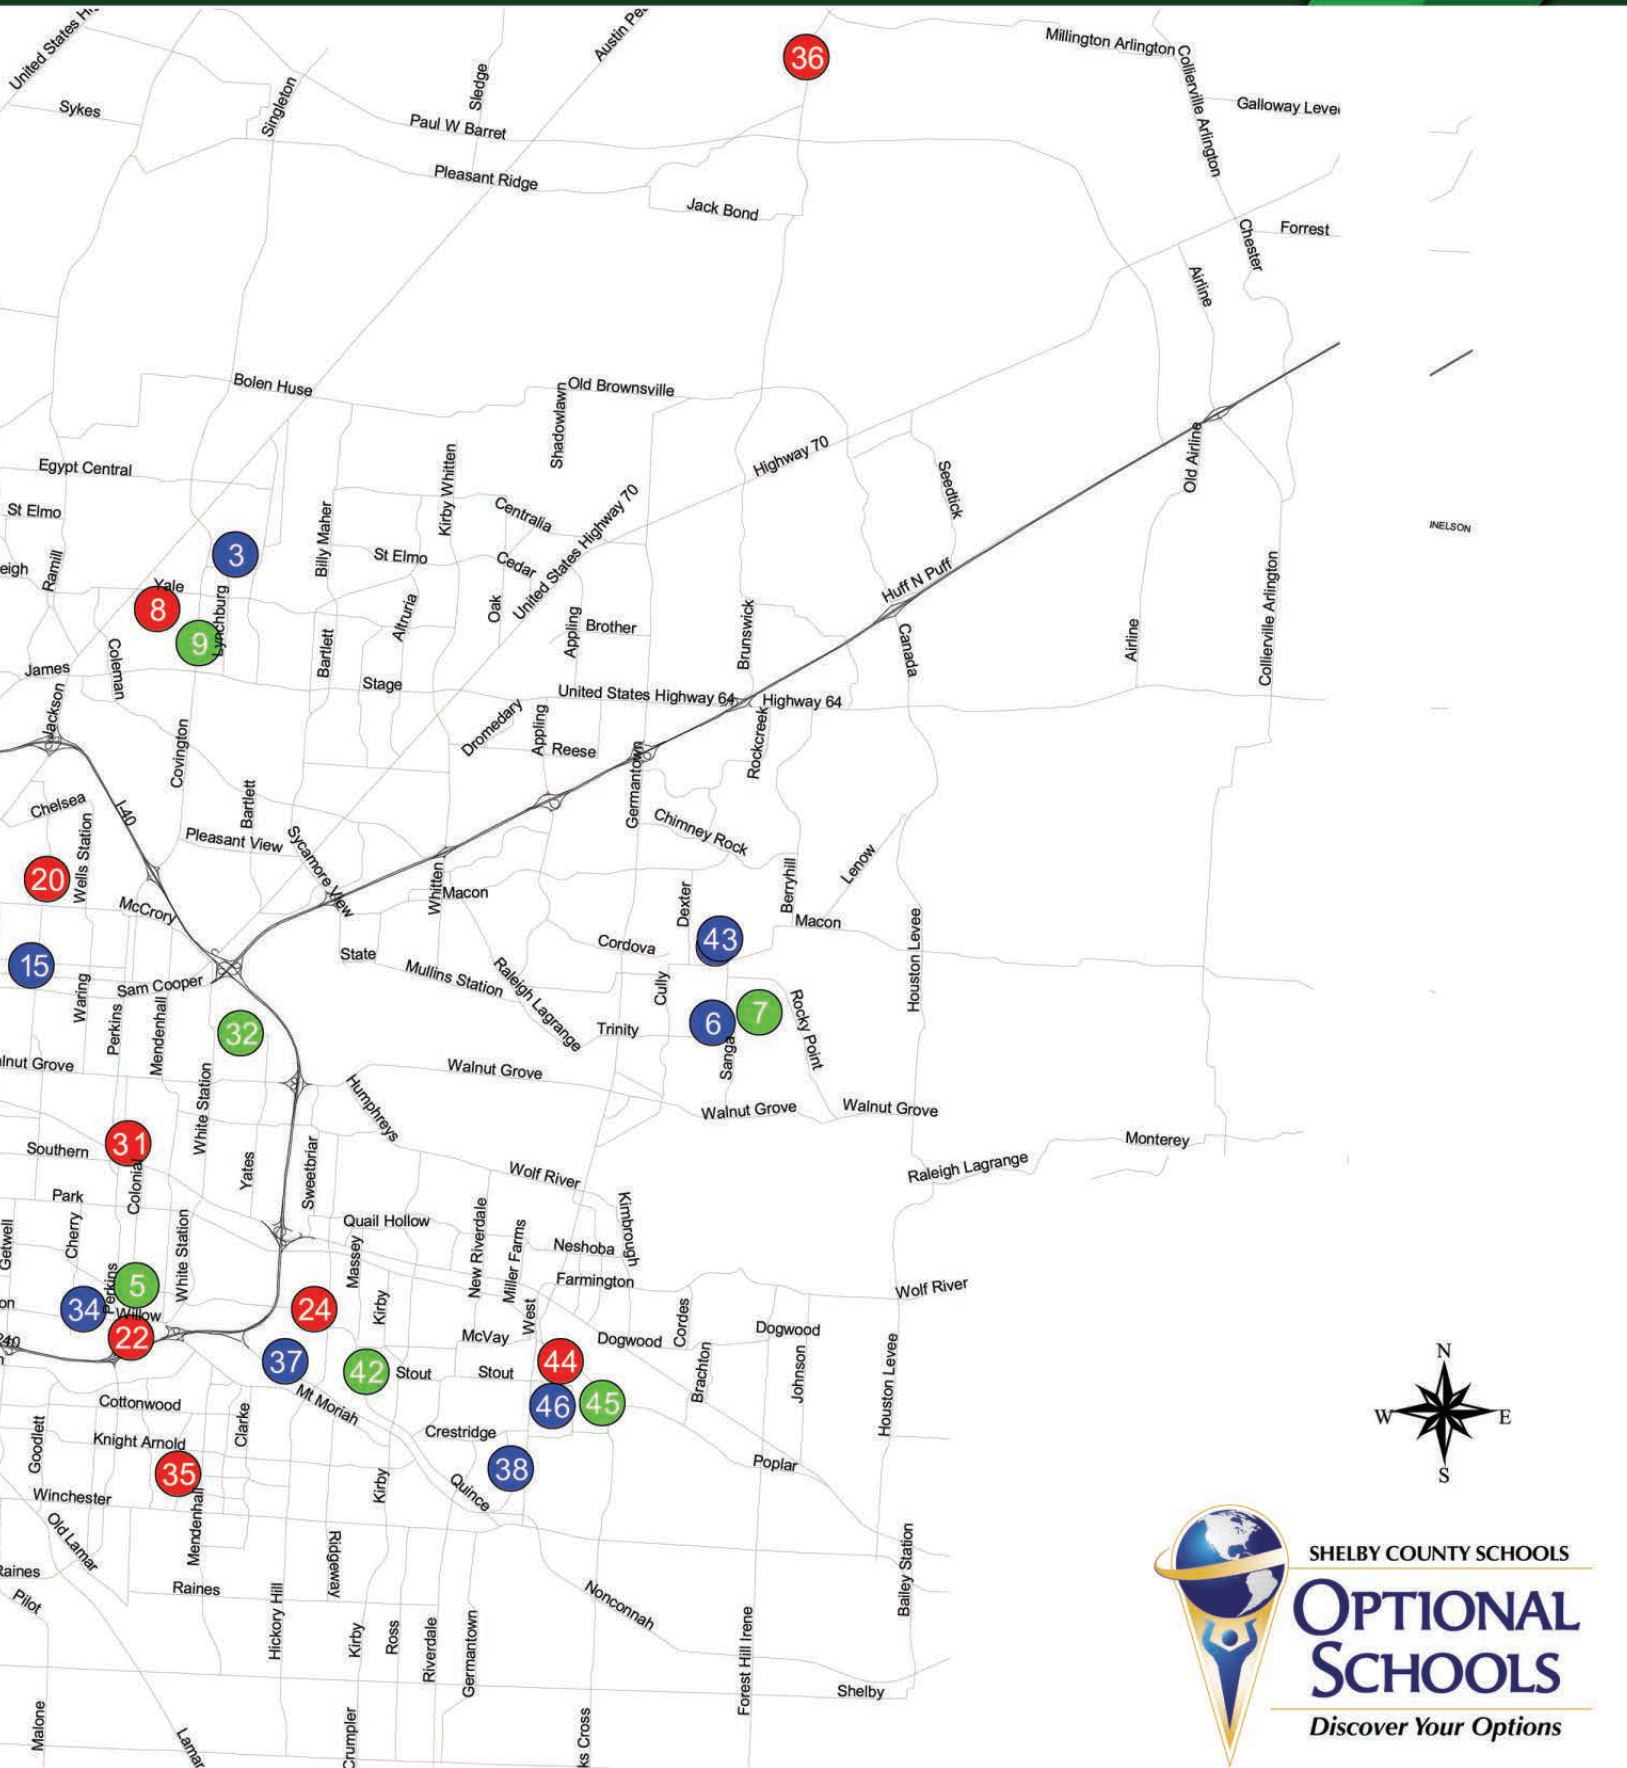 United States
Austin
36
Millington Arlington
Collierville Arlington
Galloway
Sykes
Singleton
Sledge
Paul W Barret
Pleasant Ridge
Jack Bond
Chester
Forrest
Airline
Bolen Huse
Shadowlawn
Old Brownsville
Highway 70
Old Airline
Egypt Central
Kirby Whitten
Seedtick
St Elmo
Centralia
United States Highway 70
INELSON
Ramill
3
Billy Maher
St Elmo
Cedar
Huff N Puff
Yale
8
Lynchburg
Altruria
Oak
Appling
Brother
Brunswick
Canada
Airline
Collierville Arlington
9
Coleman
Bartlett
James
Stage
United States Highway 64
Highway 64
Jackson
Covington
Dromedary
Appling
Reese
Germantown
Rockcreek
Chelsea
I-40
Bartlett
Pleasant View
Sycamore View
Chimney Rock
Lenow
20
Wells Station
McCrory
Whitten
Macon
Dexter
Berryhill
Macon
Houston Levee
15
State
Cordova
43
Waring
Sam Cooper
Mullins Station
Raleigh Lagrange
Cully
Perkins
Mendenhall
32
Trinity
6
7
Rocky Point
Sanga
Walnut Grove
White Station
Walnut Grove
Humphreys
Walnut Grove
Walnut Grove
31
Southern
Colonial
Yates
Sweetbriar
Wolf River
Raleigh Lagrange
Monterey
Park
Getwell
Cherry
White Station
Quail Hollow
Massey
New Riverdale
Miller Farms
Kimbrough
Neshoba
Farmington
Wolf River
5
Perkins
34
Willow
22
24
Kirby
West
McVay
Dogwood
Cordes
Dogwood
240
37
42
Stout
Stout
44
Brachton
Johnson
Houston Levee
Cottonwood
Mt Moriah
46
45
Goodlett
Knight Arnold
Clarke
Crestridge
35
38
Poplar
Winchester
Kirby
Quince
Old Lamar
Mendenhall
Ridgeway
Bailey Station
Raines
Raines
Pilot
Hickory Hill
Kirby
Ross
Riverdale
Germantown
Nonconnah
Forest Hill Irene
Shelby
Malone
Lamar
Crumpler
Cross
N
W
E
S
SHELBY COUNTY SCHOOLS
OPTIONAL
SCHOOLS
Discover Your Options